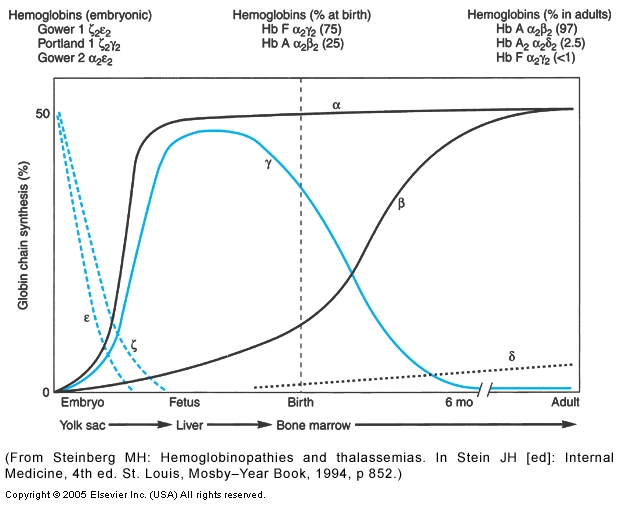 Hemoglobins (embryonic)
Gower 1 ζ₂ε₂
Portland 1 ζ₂γ₂
Gower 2 α₂ε₂
Hemoglobins (% at birth)
Hb F α₂γ₂ (75)
Hb A α₂β₂ (25)
Hemoglobins (% in adults)
Hb A α₂β₂ (97)
Hb A₂ α₂δ₂ (2.5)
Hb F α₂γ₂ (<1)
Globin chain synthesis (%)
50
0
α
γ
β
ε
ζ
δ
Embryo Fetus Birth 6 mo Adult
Yolk sac Liver Bone marrow
(From Steinberg MH: Hemoglobinopathies and thalassemias. In Stein JH [ed]: Internal
Medicine, 4th ed. St. Louis, Mosby–Year Book, 1994, p 852.)
Copyright © 2005 Elsevier Inc. (USA) All rights reserved.